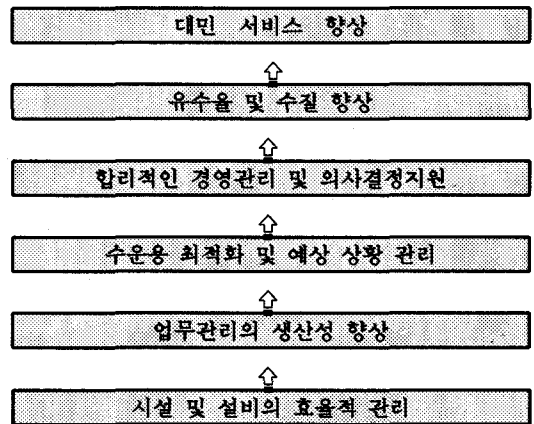 대민 서비스 향상
유수율 및 수질 향상
합리적인 경영관리 및 의사결정지원
수운용 최적화 및 예상 상황 관리
업무관리의 생산성 향상
시설 및 설비의 효율적 관리